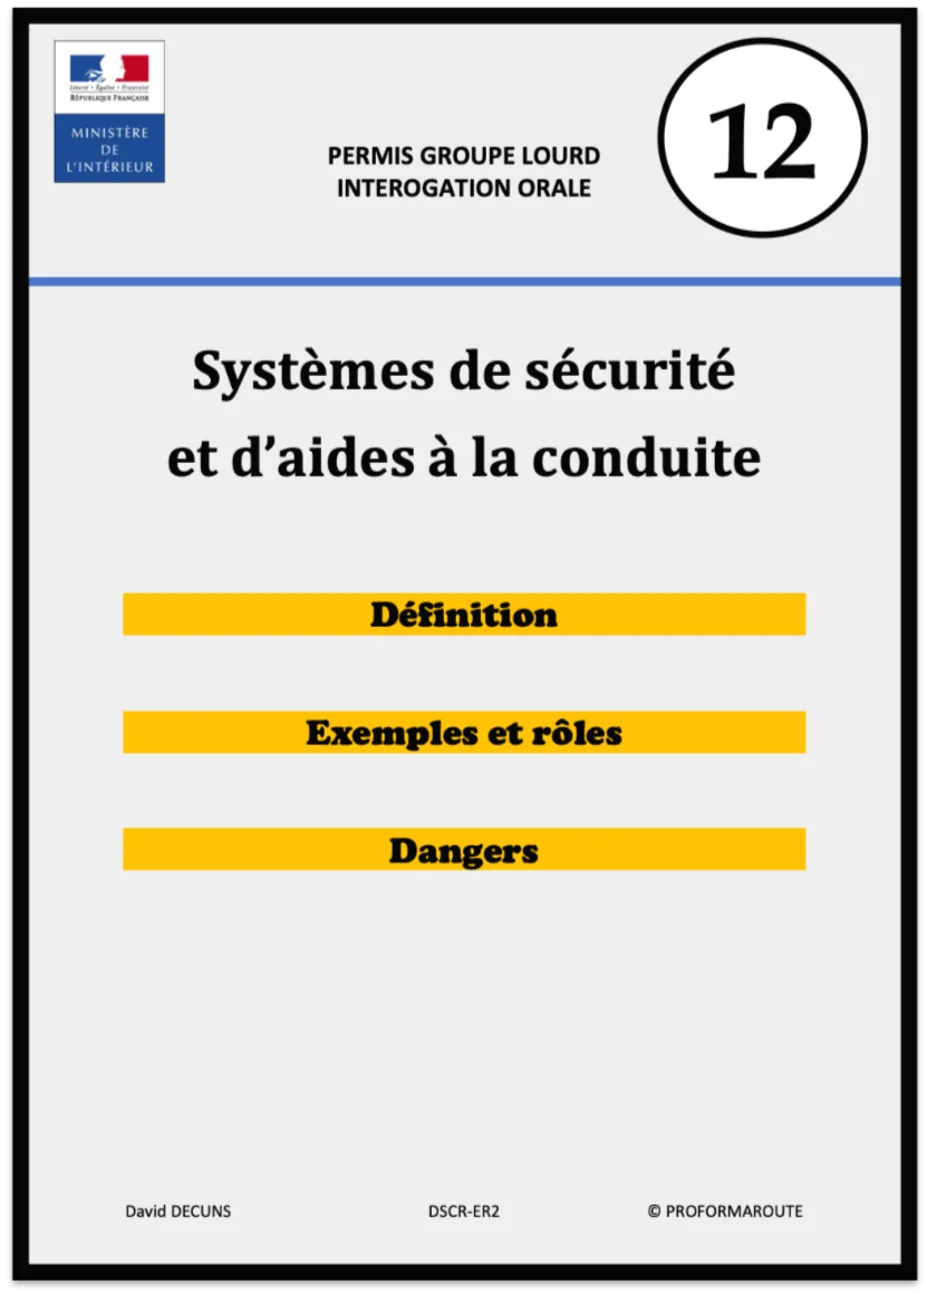 Liberté • Égalité • Fraternité
RÉPUBLIQUE FRANÇAISE
MINISTÈRE
DE
L'INTÉRIEUR
PERMIS GROUPE LOURD
INTEROGATION ORALE
12
Systèmes de sécurité
et d’aides à la conduite
Définition
Exemples et rôles
Dangers
David DECUNS DSCR-ER2 © PROFORMAROUTE